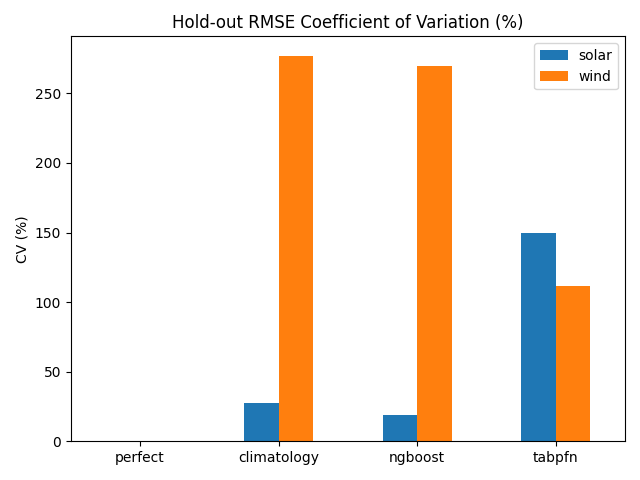 Hold-out RMSE Coefficient of Variation (%)
solar
wind
CV (%)
250
200
150
100
50
0
perfect
climatology
ngboost
tabpfn